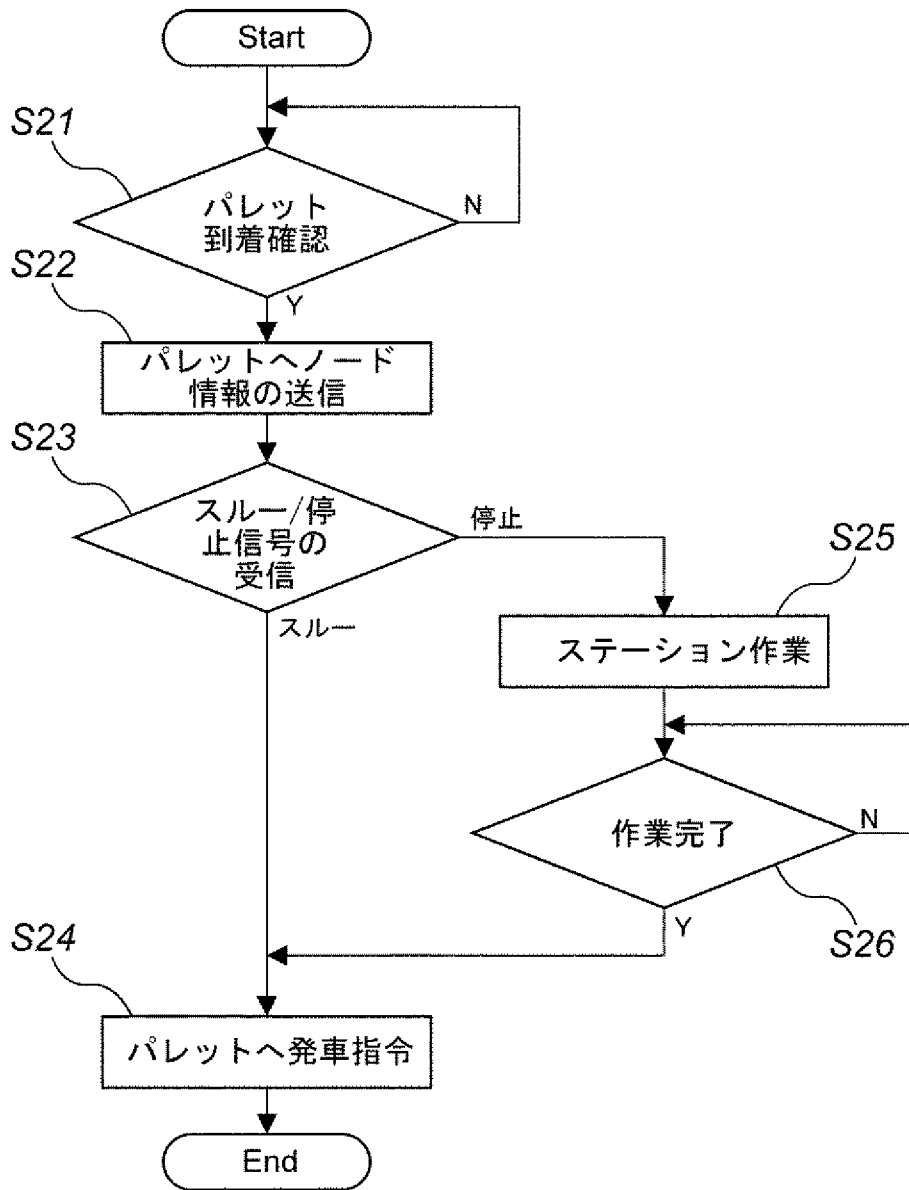 Start
S21
パレット
到着確認
N
Y
S22
パレットへノード
情報の送信
S23
スルー/停
止信号の
受信
停止
スルー
S25
ステーション作業
作業完了
N
Y
S26
S24
パレットへ発車指令
End